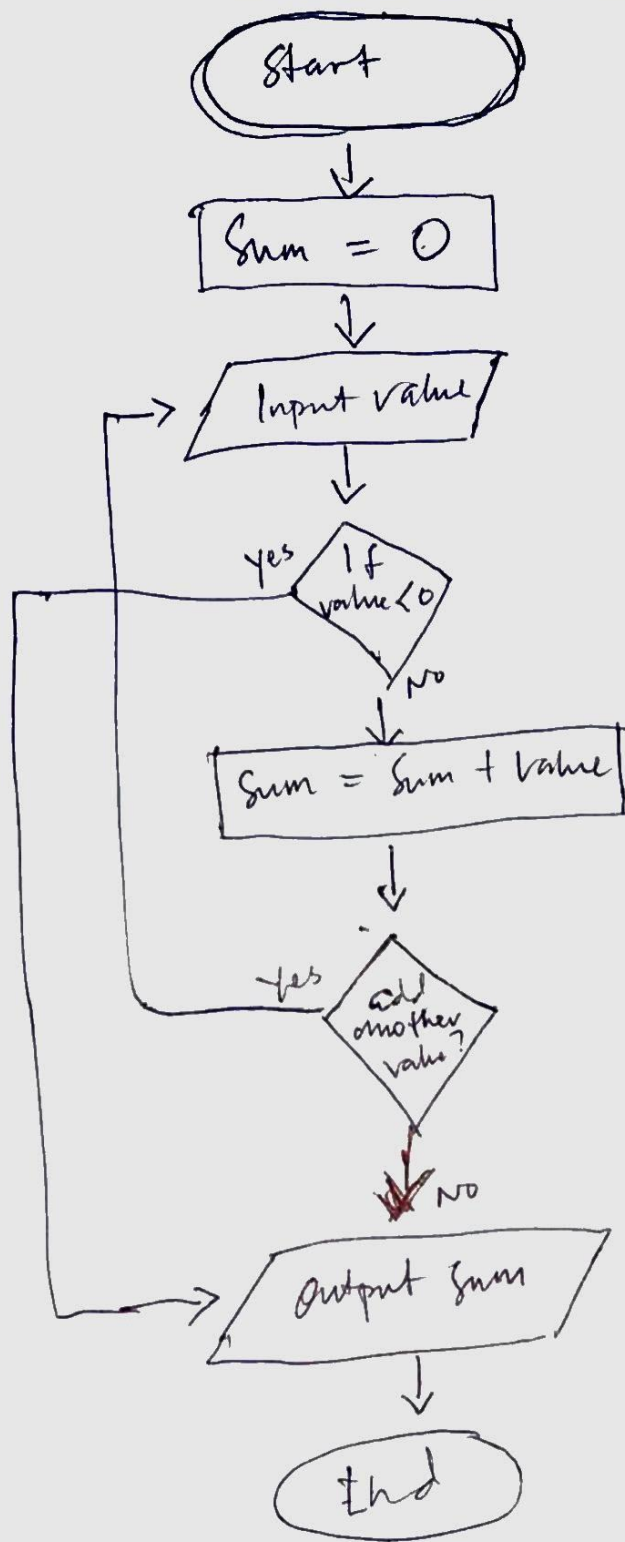 Start
Sum = 0
Input value
Yes
If
value < 0
NO
Sum = Sum + value
Yes
add
another
value?
NO
Output Sum
End